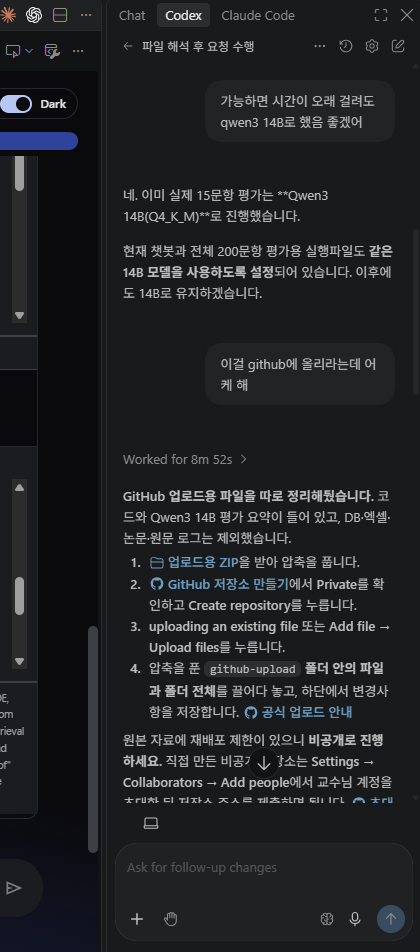 Chat Codex Claude Code
Dark
← 파일 해석 후 요청 수행
가능하면 시간이 오래 걸려도
qwen3 14B로 했음 좋겠어
네. 이미 실제 15문항 평가는 **Qwen3
14B(Q4_K_M)**로 진행했습니다.
현재 챗봇과 전체 200문항 평가용 실행파일도 같은
14B 모델을 사용하도록 설정되어 있습니다. 이후에
도 14B로 유지하겠습니다.
이걸 github에 올리라는데 어
케 해
Worked for 8m 52s >
GitHub 업로드용 파일을 따로 정리해뒀습니다. 코
드와 Qwen3 14B 평가 요약이 들어 있고, DB·엑셀·
논문·원문 로그는 제외했습니다.
1. 업로드용 ZIP을 받아 압축을 풉니다.
2. GitHub 저장소 만들기에서 Private를 확
인하고 Create repository를 누릅니다.
3. uploading an existing file 또는 Add file →
Upload files를 누릅니다.
4. 압축을 푼 github-upload 폴더 안의 파일
과 폴더 전체를 끌어다 놓고, 하단에서 변경사
항을 저장합니다. 공식 업로드 안내
원본 자료에 재배포 제한이 있으니 비공개로 진행
하세요. 직접 만든 비공개 저장소는 Settings →
Collaborators → Add people에서 교수님 계정을
초대한 뒤 저장소 주소를 제출하면 됩니다. 초대
Ask for follow-up changes